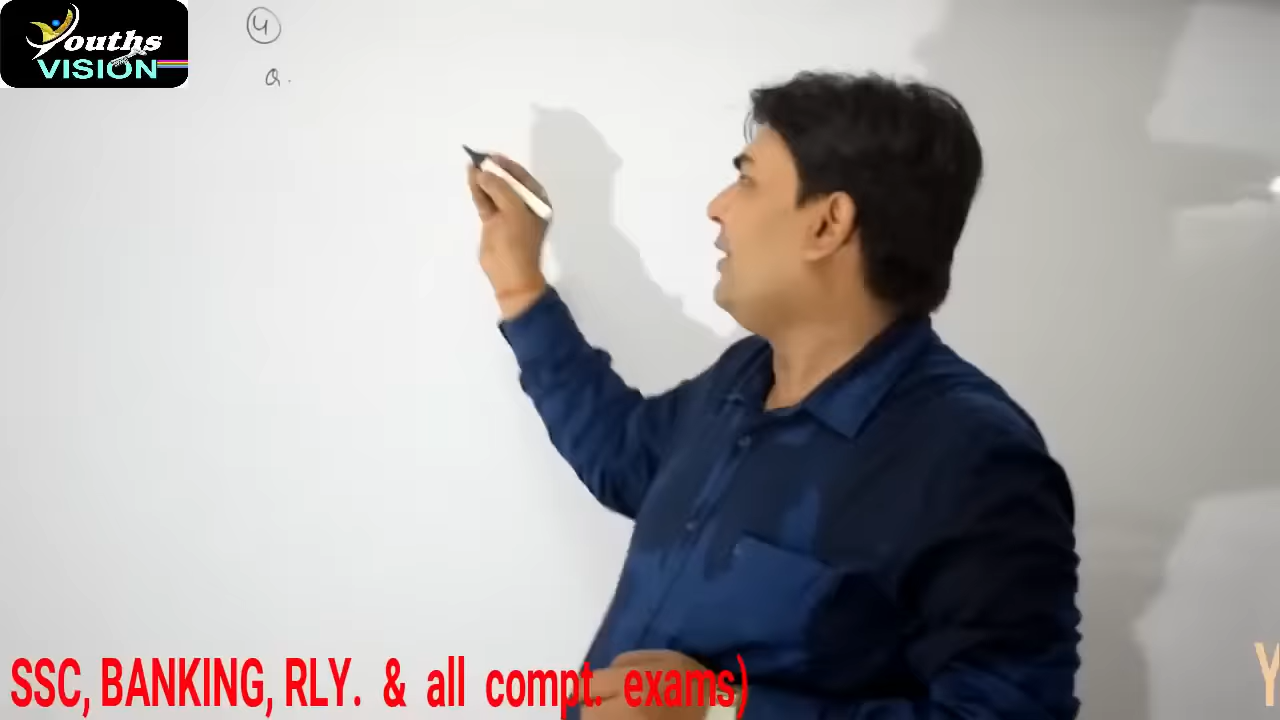 Youths
VISION
4
Q.
SSC, BANKING, RLY. & all compt. exams)
Y